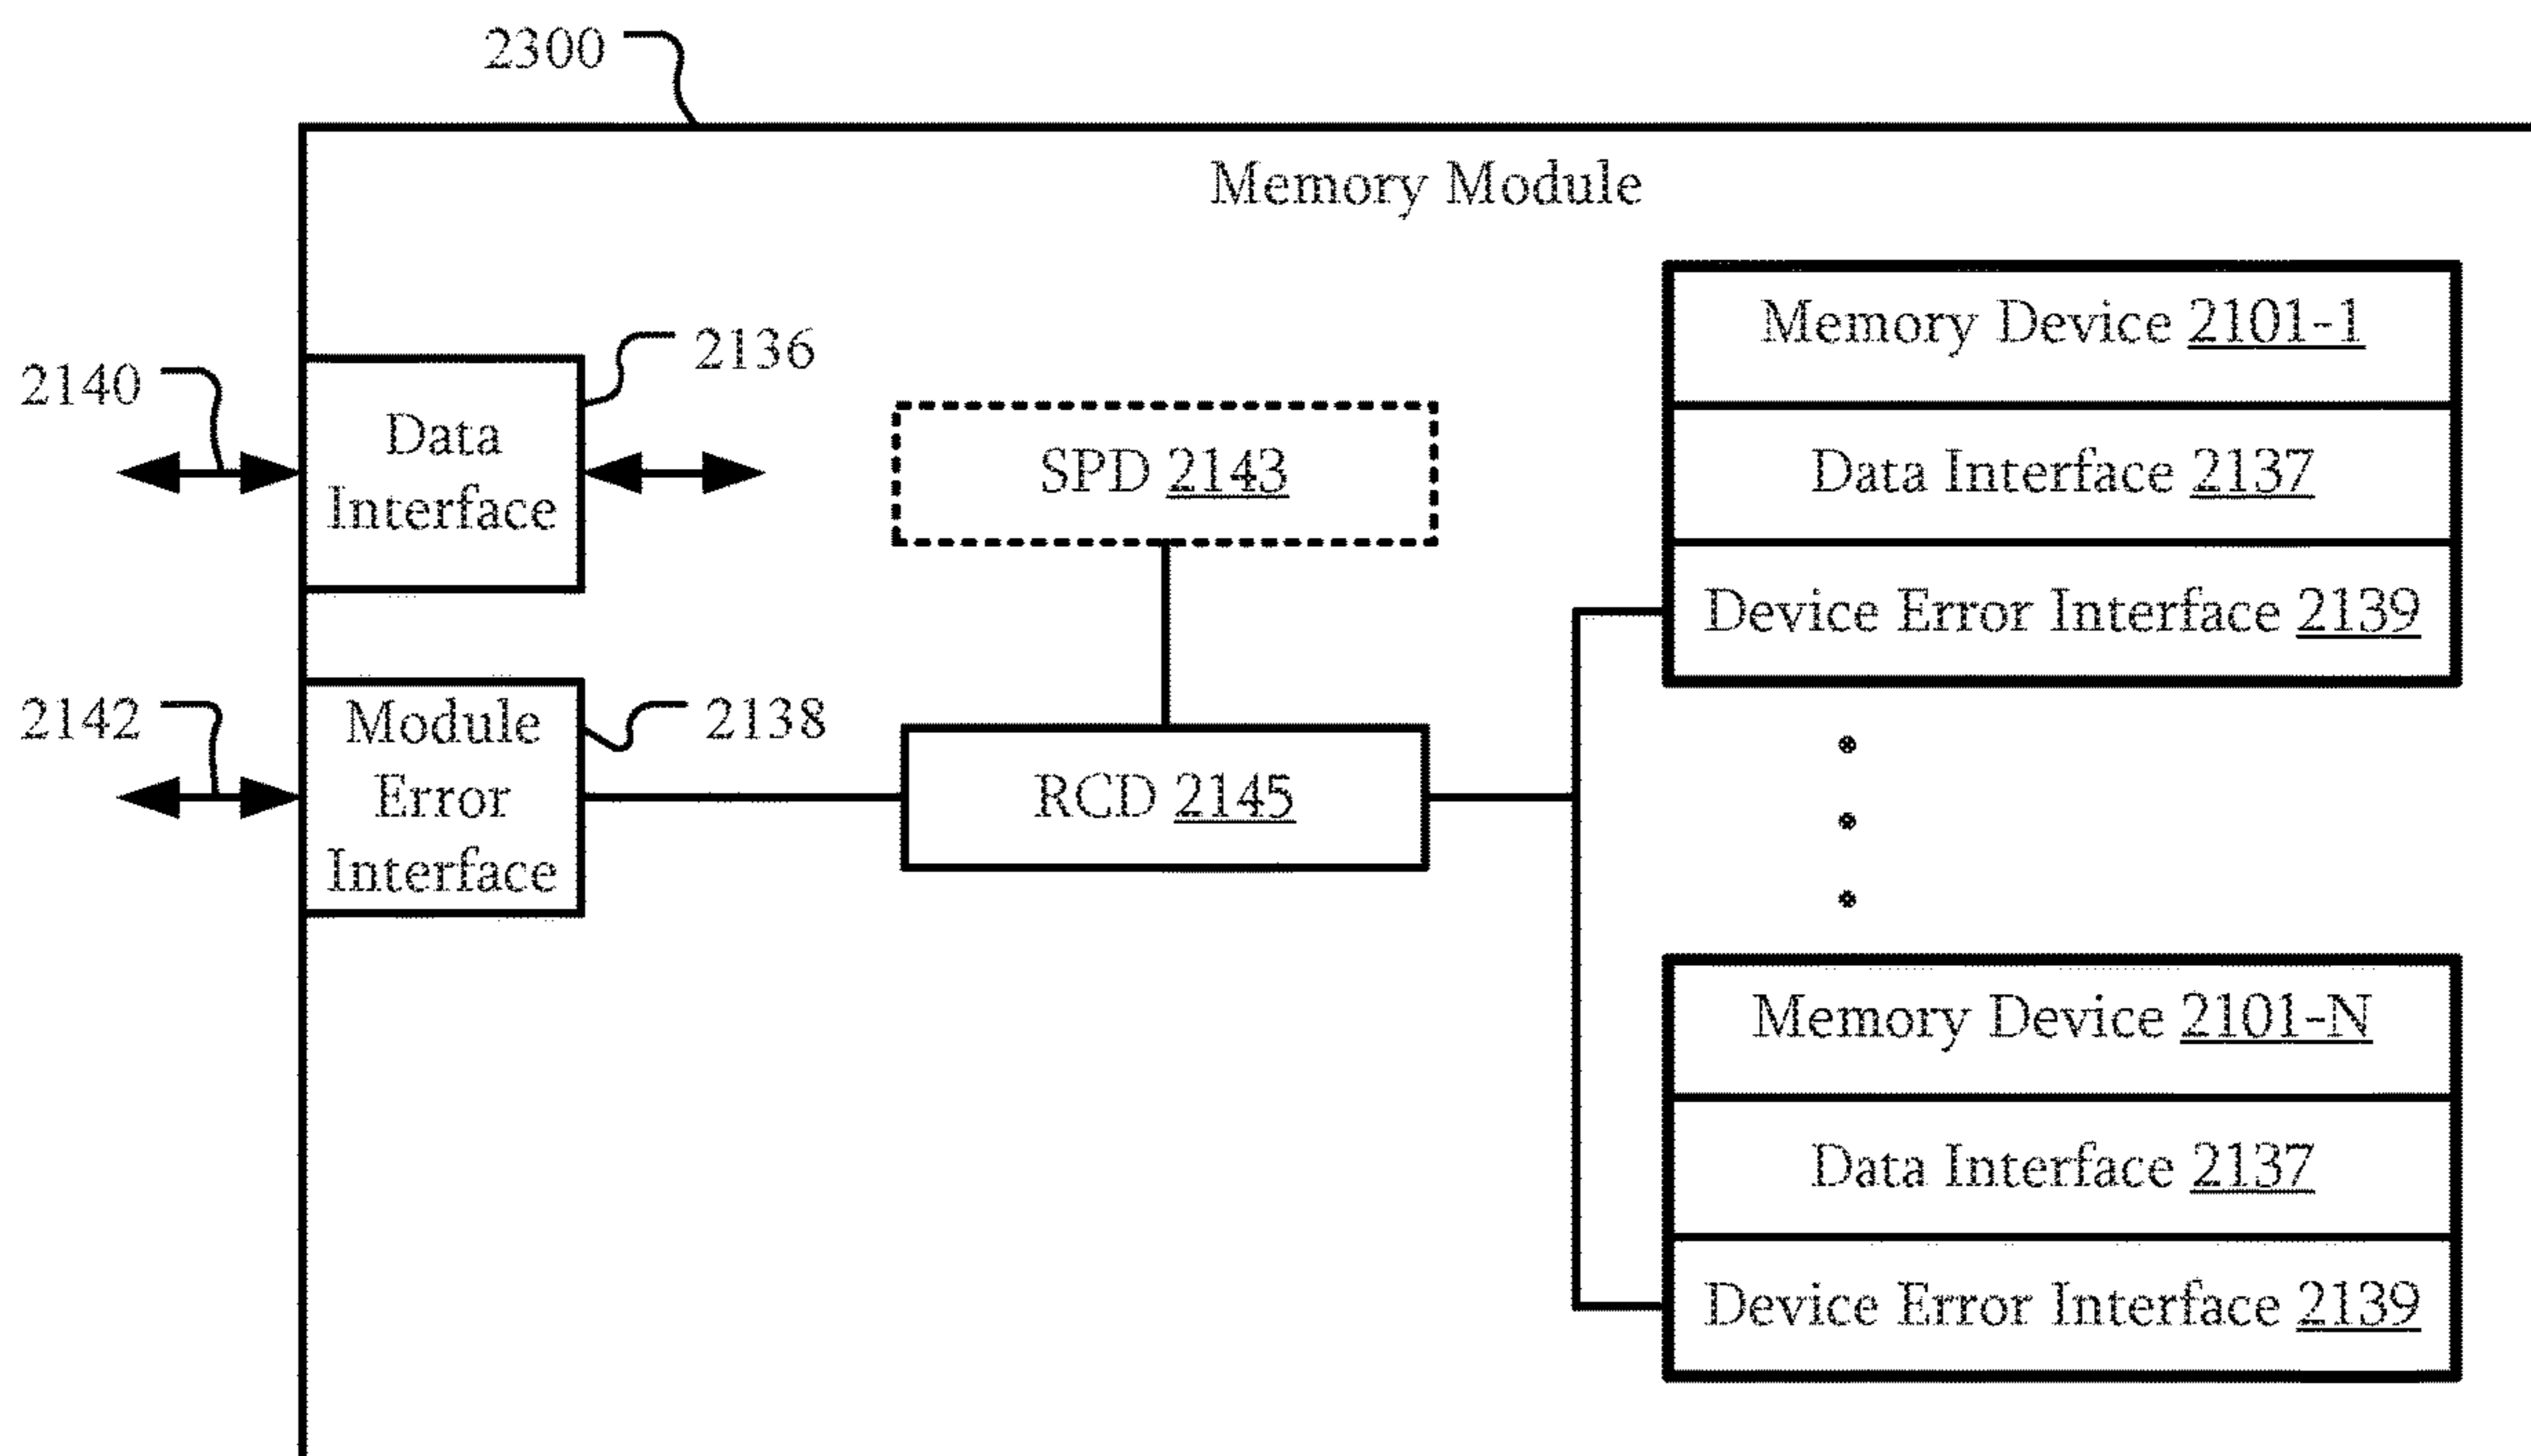 2300
Memory Module
2140
Data
Interface
2136
SPD 2143
Memory Device 2101-1
Data Interface 2137
Device Error Interface 2139
2142
Module
Error
Interface
2138
RCD 2145
Memory Device 2101-N
Data Interface 2137
Device Error Interface 2139